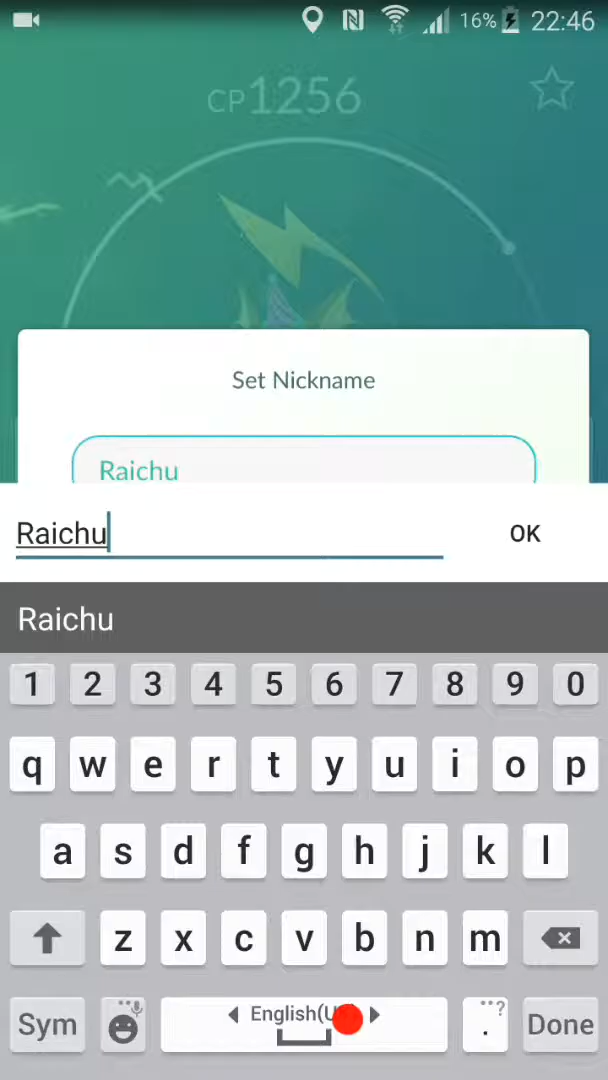 16% 22:46
CP1256
Set Nickname
Raichu
Raichu OK
Raichu
1 2 3 4 5 6 7 8 9 0
q w e r t y u i o p
a s d f g h j k l
z x c v b n m
Sym English(U . ? Done